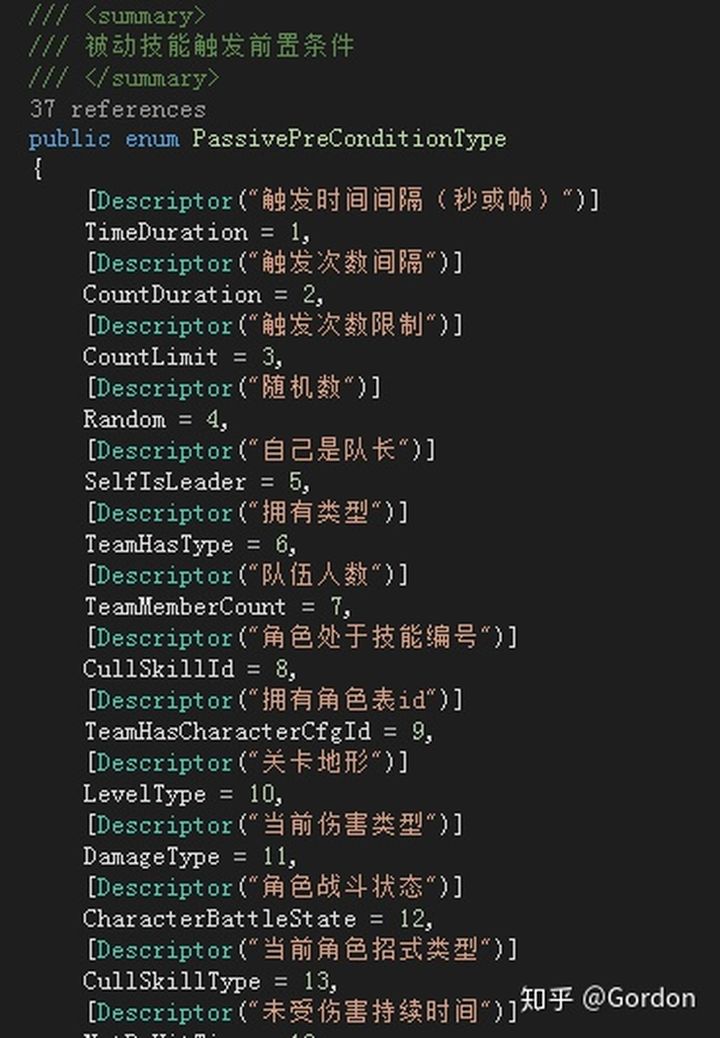 /// <summary>
/// 被动技能触发前置条件
/// </summary>
37 references
public enum PassivePreConditionType
{
[Descriptor("触发时间间隔（秒或帧）")]
TimeDuration = 1,
[Descriptor("触发次数间隔")]
CountDuration = 2,
[Descriptor("触发次数限制")]
CountLimit = 3,
[Descriptor("随机数")]
Random = 4,
[Descriptor("自己是队长")]
SelfIsLeader = 5,
[Descriptor("拥有类型")]
TeamHasType = 6,
[Descriptor("队伍人数")]
TeamMemberCount = 7,
[Descriptor("角色处于技能编号")]
CullSkillId = 8,
[Descriptor("拥有角色表id")]
TeamHasCharacterCfgId = 9,
[Descriptor("关卡地形")]
LevelType = 10,
[Descriptor("当前伤害类型")]
DamageType = 11,
[Descriptor("角色战斗状态")]
CharacterBattleState = 12,
[Descriptor("当前角色招式类型")]
CullSkillType = 13,
[Descriptor("未受伤害持续时间")]
知乎 @Gordon